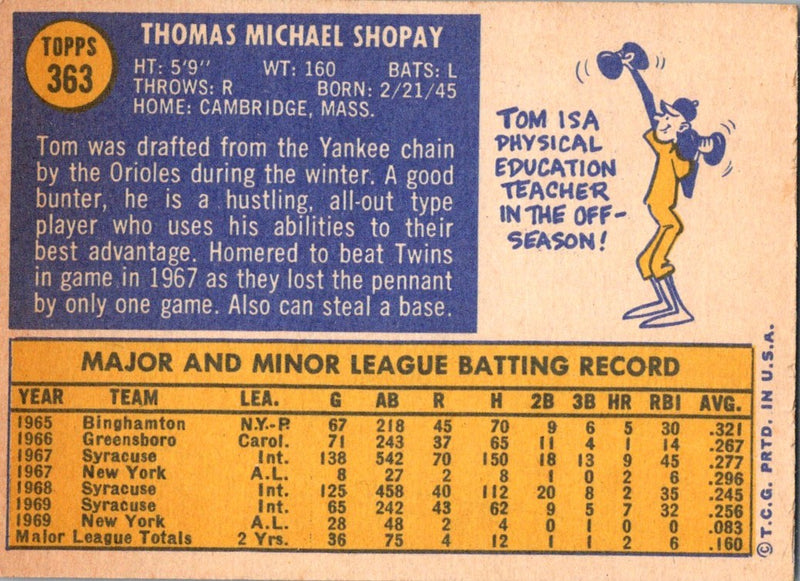 TOPPS
363
THOMAS MICHAEL SHOPAY
HT: 5'9" WT: 160 BATS: L
THROWS: R BORN: 2/21/45
HOME: CAMBRIDGE, MASS.
Tom was drafted from the Yankee chain
by the Orioles during the winter. A good
bunter, he is a hustling, all-out type
player who uses his abilities to their
best advantage. Homered to beat Twins
in game in 1967 as they lost the pennant
by only one game. Also can steal a base.
TOM IS A
PHYSICAL
EDUCATION
TEACHER
IN THE OFF-
SEASON!
MAJOR AND MINOR LEAGUE BATTING RECORD
YEAR TEAM LEA. G AB R H 2B 3B HR RBI AVG.
1965 Binghamton N.Y.-P. 67 218 45 70 9 6 5 30 .321
1966 Greensboro Carol. 71 243 37 65 11 4 1 14 .267
1967 Syracuse Int. 138 542 70 150 18 13 9 45 .277
1967 New York A.L. 8 27 2 8 1 0 2 6 .296
1968 Syracuse Int. 125 458 40 112 20 8 2 35 .245
1969 Syracuse Int. 65 242 43 62 9 5 7 32 .256
1969 New York A.L. 28 48 2 4 0 1 0 0 .083
Major League Totals 2 Yrs. 36 75 4 12 1 1 2 6 .160
© T.C.G. PRTD. IN U.S.A.